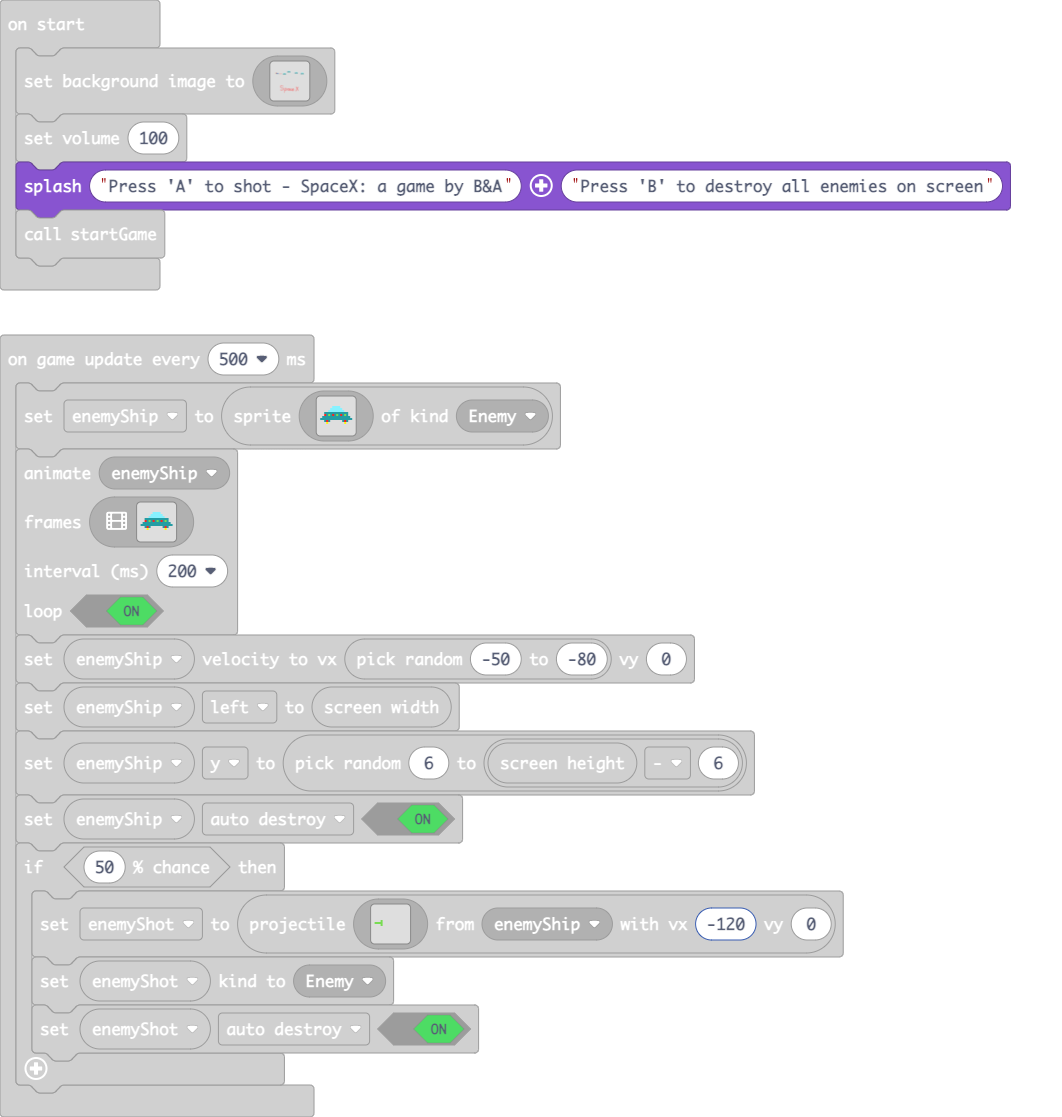 on start
set background image to
set volume 100
splash "Press 'A' to shot - SpaceX: a game by B&A" "Press 'B' to destroy all enemies on screen"
call startGame
on game update every 500 ms
set enemyShip to sprite of kind Enemy
animate enemyShip
frames
interval (ms) 200
loop ON
set enemyShip velocity to vx pick random -50 to -80 vy 0
set enemyShip left to screen width
set enemyShip y to pick random 6 to screen height - 6
set enemyShip auto destroy ON
if 50 % chance then
set enemyShot to projectile from enemyShip with vx -120 vy 0
set enemyShot kind to Enemy
set enemyShot auto destroy ON